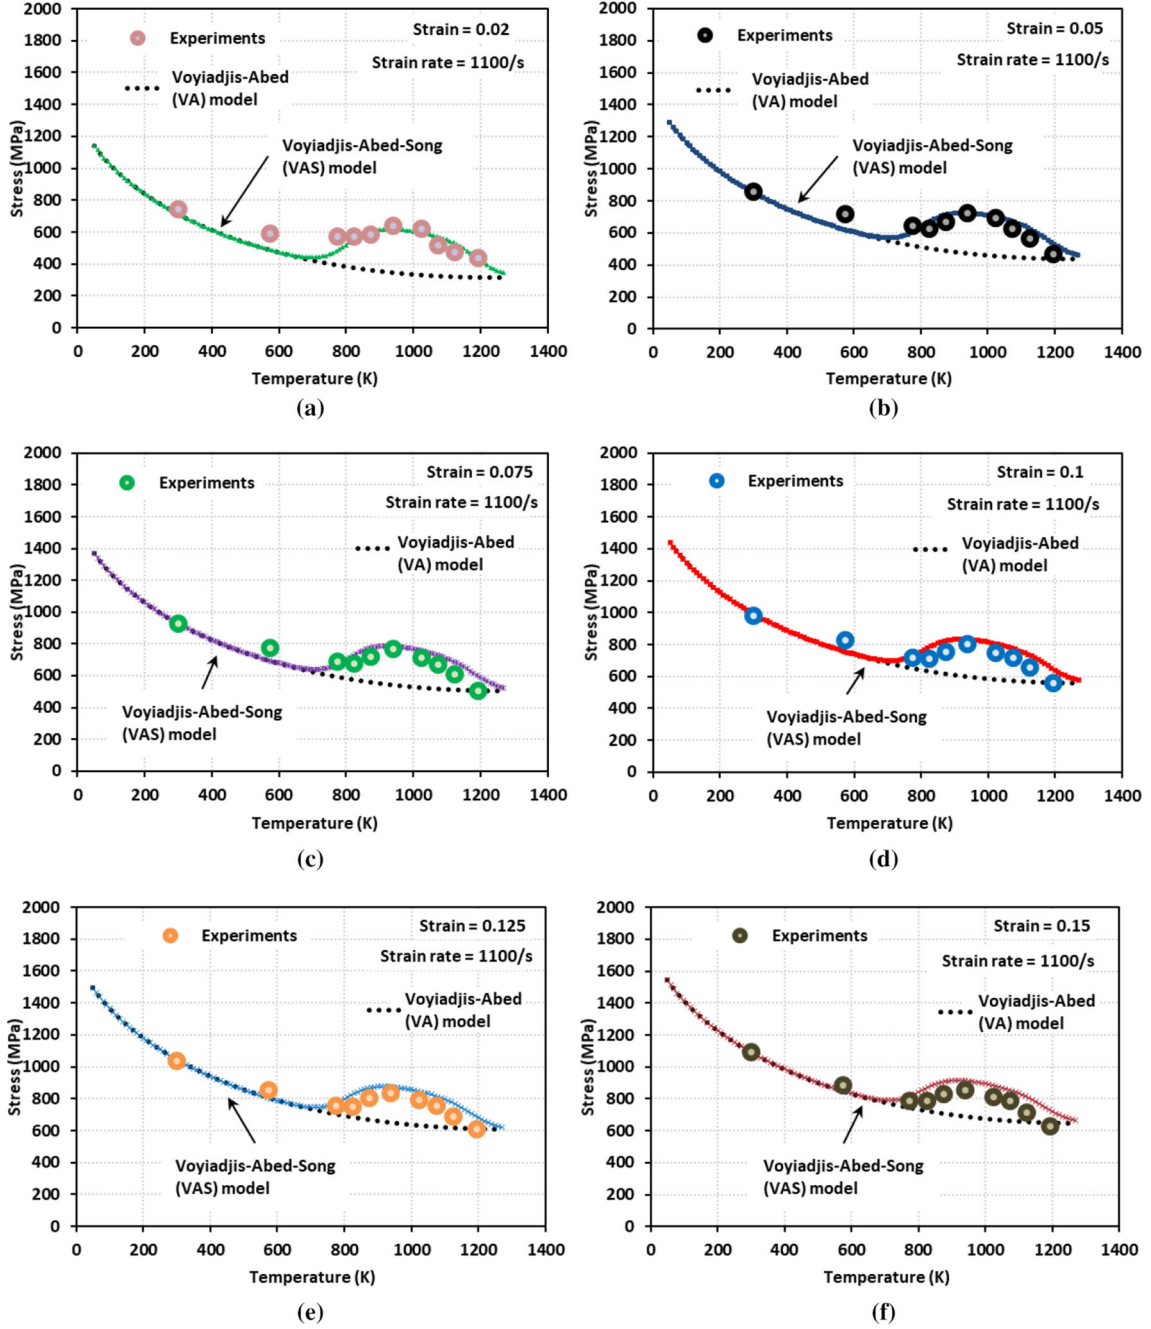 2000
1800
1600
1400
1200
1000
800
600
400
200
0
Stress (MPa)
Experiments
Strain = 0.02
Strain rate = 1100/s
Voyiadjis-Abed
(VA) model
Voyiadjis-Abed-Song
(VAS) model
0 200 400 600 800 1000 1200 1400
Temperature (K)
(a)
2000
1800
1600
1400
1200
1000
800
600
400
200
0
Stress (MPa)
Experiments
Strain = 0.05
Strain rate = 1100/s
Voyiadjis-Abed
(VA) model
Voyiadjis-Abed-Song
(VAS) model
0 200 400 600 800 1000 1200 1400
Temperature (K)
(b)
2000
1800
1600
1400
1200
1000
800
600
400
200
0
Stress (MPa)
Experiments
Strain = 0.075
Strain rate = 1100/s
Voyiadjis-Abed
(VA) model
Voyiadjis-Abed-Song
(VAS) model
0 200 400 600 800 1000 1200 1400
Temperature (K)
(c)
2000
1800
1600
1400
1200
1000
800
600
400
200
0
Stress (MPa)
Experiments
Strain = 0.1
Strain rate = 1100/s
Voyiadjis-Abed
(VA) model
Voyiadjis-Abed-Song
(VAS) model
0 200 400 600 800 1000 1200 1400
Temperature (K)
(d)
2000
1800
1600
1400
1200
1000
800
600
400
200
0
Stress (MPa)
Experiments
Strain = 0.125
Strain rate = 1100/s
Voyiadjis-Abed
(VA) model
Voyiadjis-Abed-Song
(VAS) model
0 200 400 600 800 1000 1200 1400
Temperature (K)
(e)
2000
1800
1600
1400
1200
1000
800
600
400
200
0
Stress (MPa)
Experiments
Strain = 0.15
Strain rate = 1100/s
Voyiadjis-Abed
(VA) model
Voyiadjis-Abed-Song
(VAS) model
0 200 400 600 800 1000 1200 1400
Temperature (K)
(f)